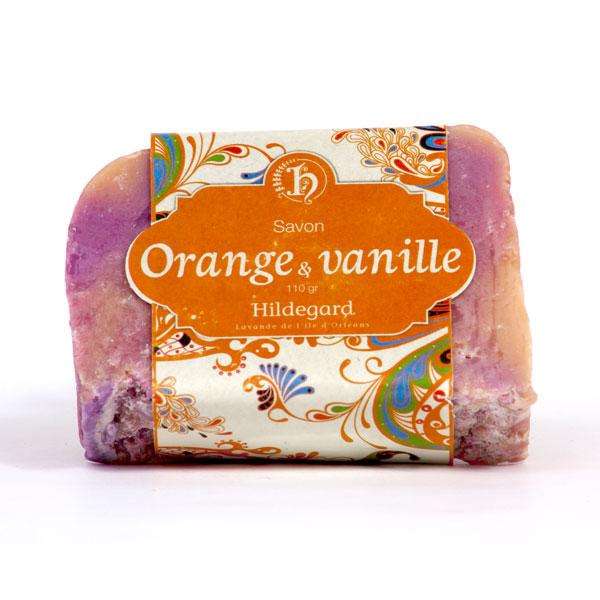 h
Savon
Orange & vanille
110 gr
Hildegard
Lavande de l'île d'Orléans